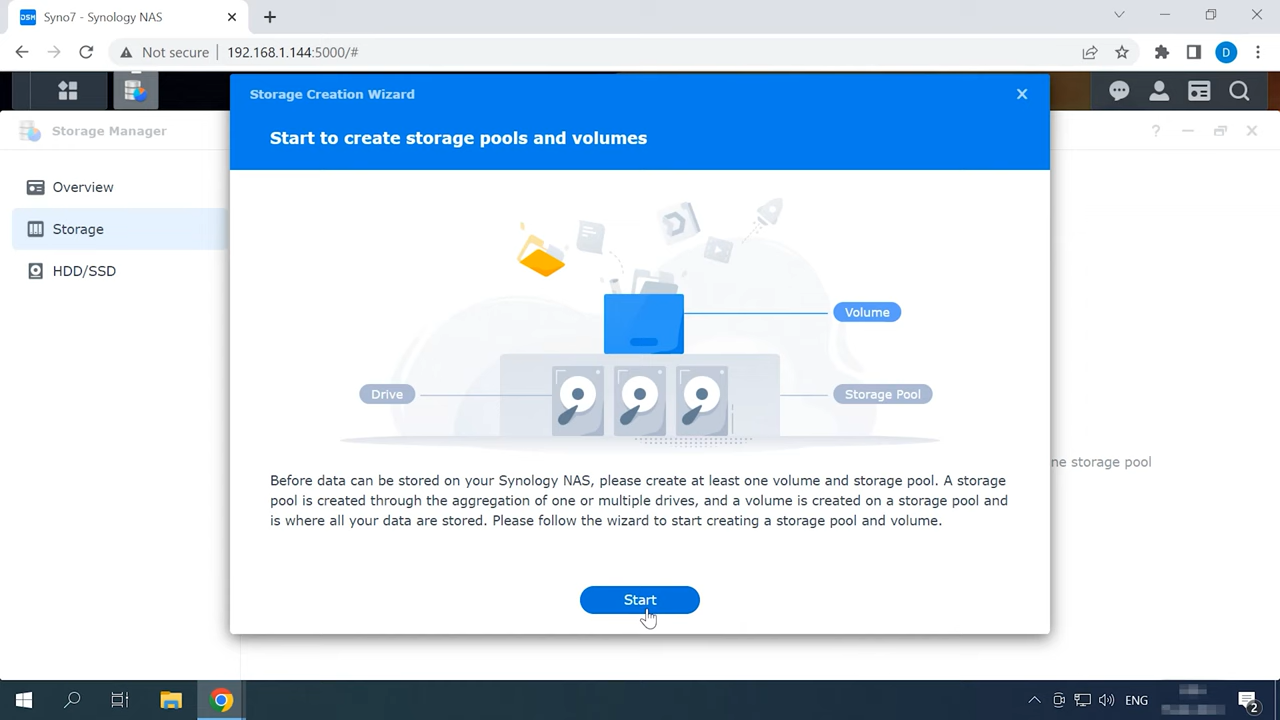 DSM
Syno7 - Synology NAS
Not secure
192.168.1.144:5000/#
D
Storage Manager
Overview
Storage
HDD/SSD
Storage Creation Wizard
Start to create storage pools and volumes
Volume
Drive
Storage Pool
ne storage pool
Before data can be stored on your Synology NAS, please create at least one volume and storage pool. A storage
pool is created through the aggregation of one or multiple drives, and a volume is created on a storage pool and
is where all your data are stored. Please follow the wizard to start creating a storage pool and volume.
Start
ENG
2